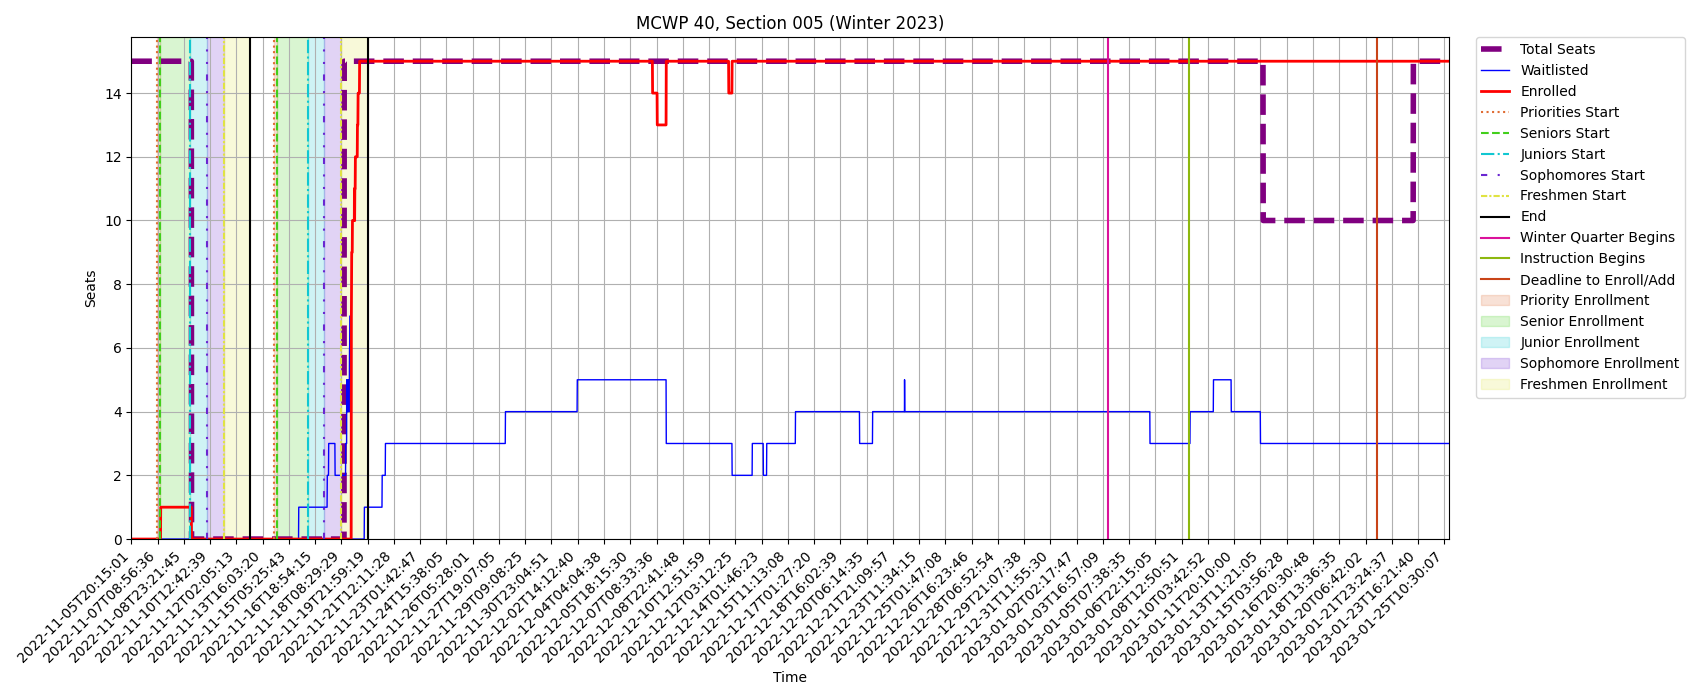 MCWP 40, Section 005 (Winter 2023)
Seats
14
12
10
8
6
4
2
0
2022-11-05T20:15:01
2022-11-07T08:56:36
2022-11-08T23:21:45
2022-11-10T12:42:39
2022-11-12T02:05:13
2022-11-13T16:03:20
2022-11-15T05:25:43
2022-11-16T18:54:15
2022-11-18T08:29:29
2022-11-19T21:59:19
2022-11-21T12:11:28
2022-11-23T01:42:47
2022-11-24T15:38:05
2022-11-26T05:28:01
2022-11-27T19:07:05
2022-11-29T09:08:25
2022-11-30T23:04:51
2022-12-02T14:12:40
2022-12-04T04:04:38
2022-12-05T18:15:30
2022-12-07T08:33:36
2022-12-08T22:41:48
2022-12-10T12:51:59
2022-12-12T03:12:25
2022-12-14T01:46:23
2022-12-15T11:13:08
2022-12-17T01:27:20
2022-12-18T16:02:39
2022-12-20T06:14:35
2022-12-21T21:09:57
2022-12-23T11:34:15
2022-12-25T01:47:08
2022-12-26T16:23:46
2022-12-28T06:52:54
2022-12-29T21:07:38
2022-12-31T11:55:30
2023-01-02T02:17:47
2023-01-03T16:57:09
2023-01-05T07:38:35
2023-01-06T22:15:05
2023-01-08T12:50:51
2023-01-10T03:42:52
2023-01-11T20:10:00
2023-01-13T11:21:05
2023-01-15T03:56:28
2023-01-16T20:30:48
2023-01-18T13:36:35
2023-01-20T06:42:02
2023-01-21T23:24:37
2023-01-23T16:21:40
2023-01-25T10:30:07
Time
Total Seats
Waitlisted
Enrolled
Priorities Start
Seniors Start
Juniors Start
Sophomores Start
Freshmen Start
End
Winter Quarter Begins
Instruction Begins
Deadline to Enroll/Add
Priority Enrollment
Senior Enrollment
Junior Enrollment
Sophomore Enrollment
Freshmen Enrollment